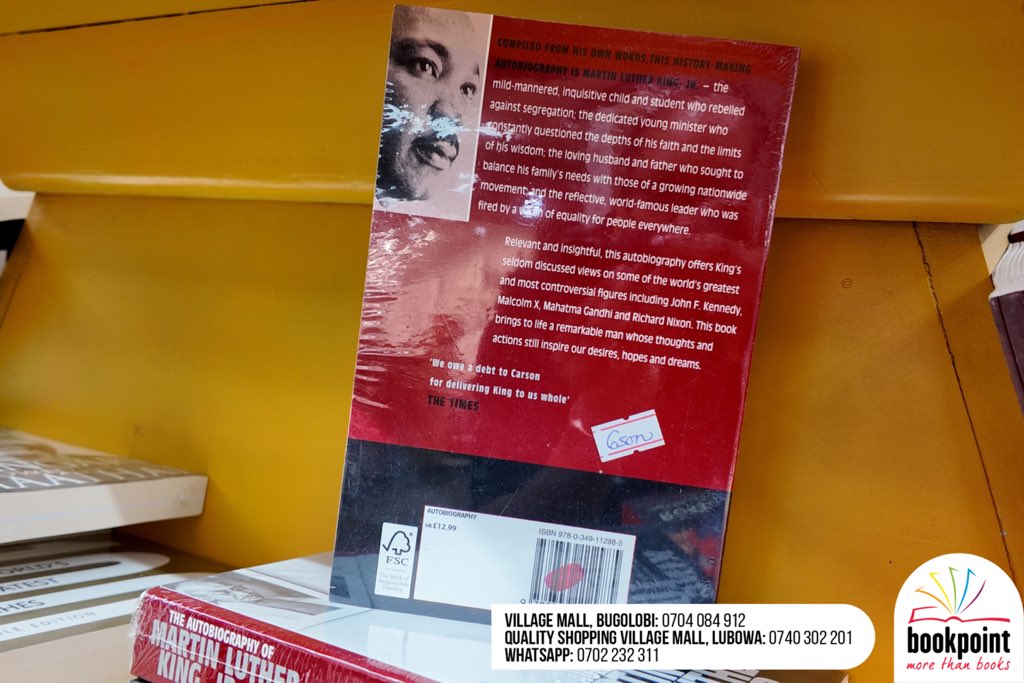 COMPILED FROM HIS OWN WORDS, THIS HISTORY-MAKING
AUTOBIOGRAPHY IS MARTIN LUTHER KING, JR. – the
mild-mannered, inquisitive child and student who rebelled
against segregation; the dedicated young minister who
constantly questioned the depths of his faith and the limits
of his wisdom; the loving husband and father who sought to
balance his family's needs with those of a growing nationwide
movement; and the reflective, world-famous leader who was
fired by a vision of equality for people everywhere.
Relevant and insightful, this autobiography offers King's
seldom discussed views on some of the world's greatest
and most controversial figures including John F. Kennedy,
Malcolm X, Mahatma Gandhi and Richard Nixon. This book
brings to life a remarkable man whose thoughts and
actions still inspire our desires, hopes and dreams.
'We owe a debt to Carson
for delivering King to us whole'
THE TIMES
AUTOBIOGRAPHY
UK £12.99
ISBN 978-0-349-11298-5
FSC
The Mark of
Responsible
Forestry
THE AUTOBIOGRAPHY OF
MARTIN LUTHER
KING, JR
EDITION
VILLAGE MALL, BUGOLOBI: 0704 084 912
QUALITY SHOPPING VILLAGE MALL, LUBOWA: 0740 302 201
WHATSAPP: 0702 232 311
bookpoint
more than books